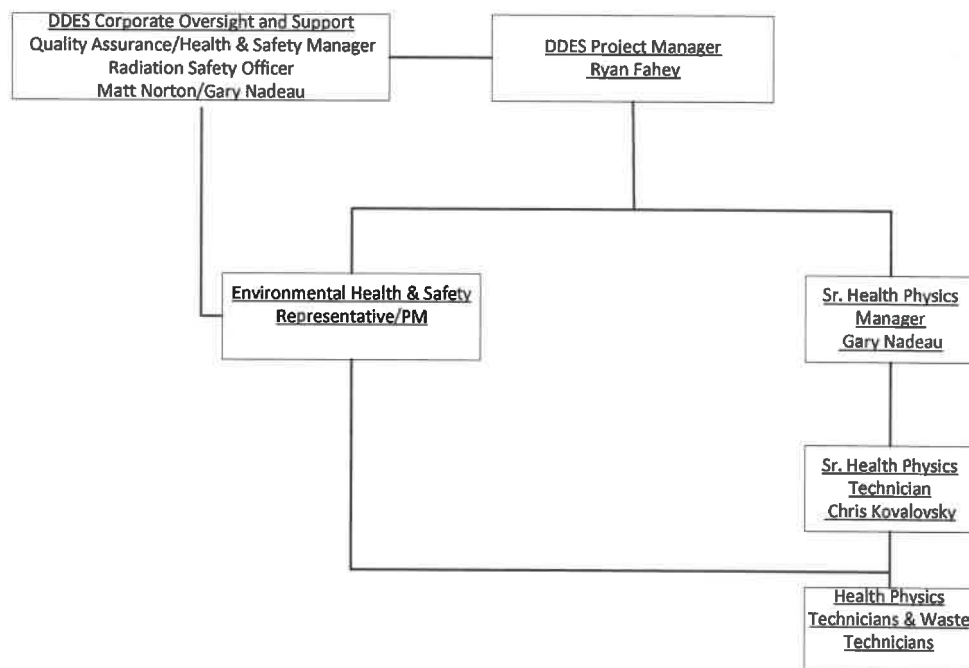 DDES Corporate Oversight and Support
Quality Assurance/Health & Safety Manager
Radiation Safety Officer
Matt Norton/Gary Nadeau
DDES Project Manager
Ryan Fahey
Environmental Health & Safety
Representative/PM
Sr. Health Physics
Manager
Gary Nadeau
Sr. Health Physics
Technician
Chris Kovalovsky
Health Physics
Technicians & Waste
Technicians